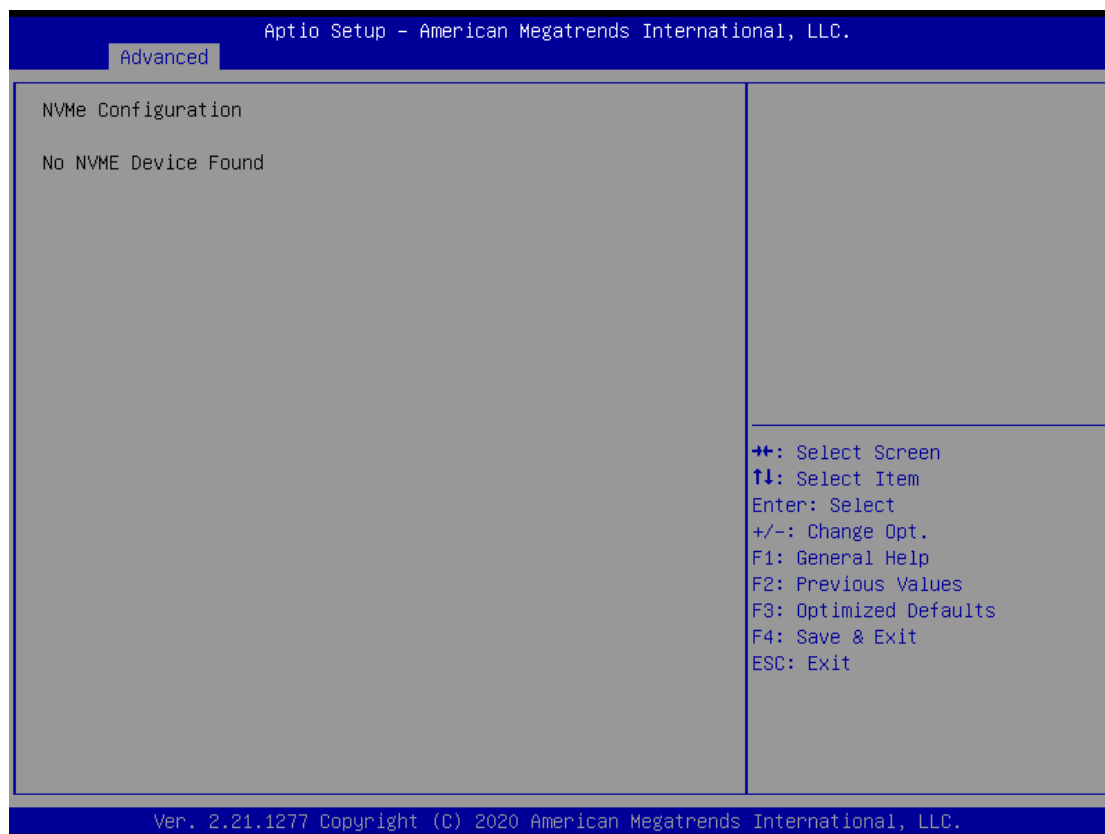 Aptio Setup – American Megatrends International, LLC.
Advanced
NVMe Configuration
No NVME Device Found
→←: Select Screen
↑↓: Select Item
Enter: Select
+/-: Change Opt.
F1: General Help
F2: Previous Values
F3: Optimized Defaults
F4: Save & Exit
ESC: Exit
Ver. 2.21.1277 Copyright (C) 2020 American Megatrends International, LLC.